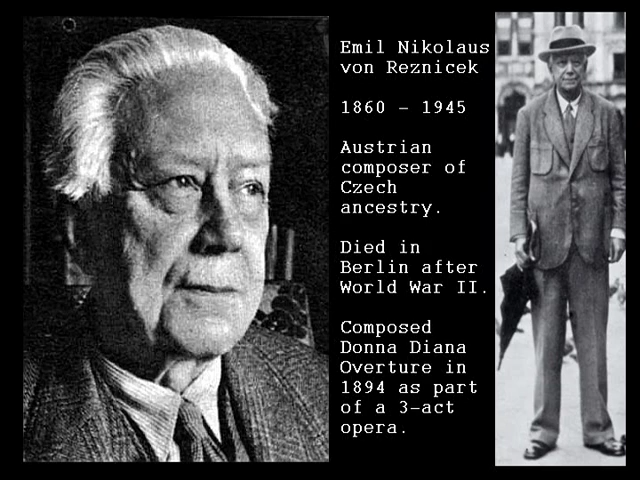 Emil Nikolaus
von Reznicek
1860 - 1945
Austrian
composer of
Czech
ancestry.
Died in
Berlin after
World War II.
Composed
Donna Diana
Overture in
1894 as part
of a 3-act
opera.